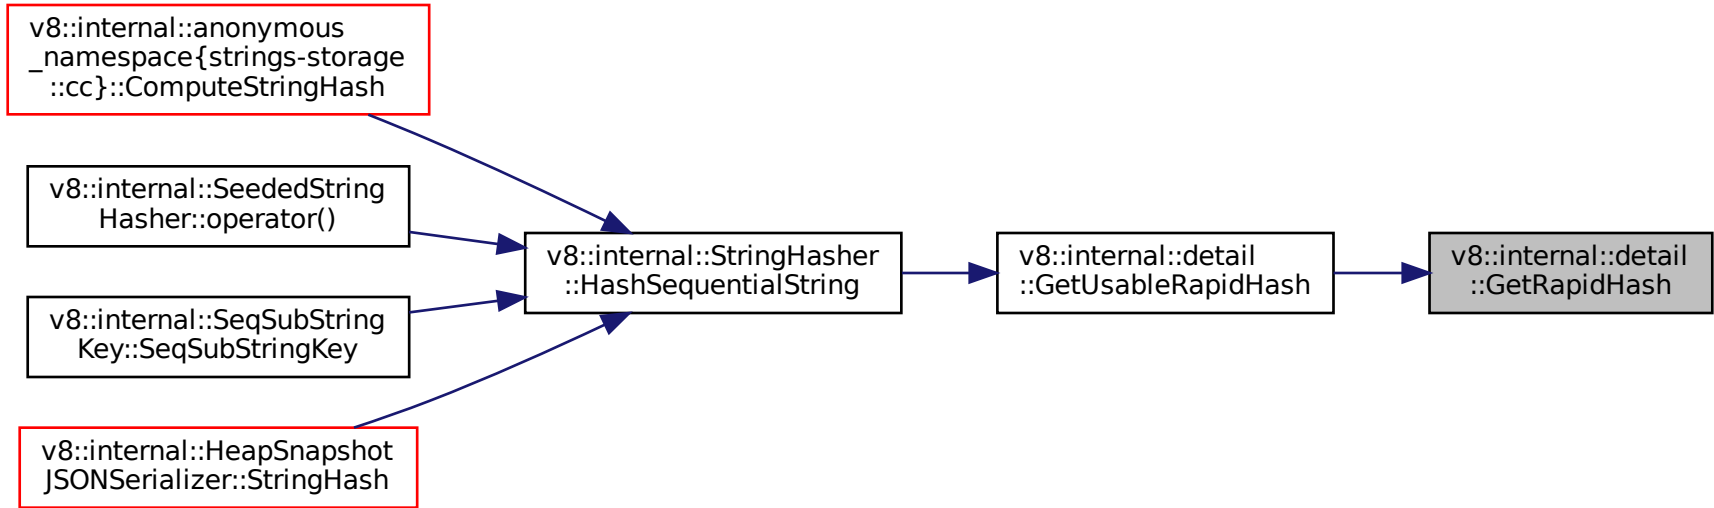 v8::internal::anonymous
_namespace{strings-storage
::cc}::ComputeStringHash
v8::internal::SeededString
Hasher::operator()
v8::internal::SeqSubString
Key::SeqSubStringKey
v8::internal::HeapSnapshot
JSONSerializer::StringHash
v8::internal::StringHasher
::HashSequentialString
v8::internal::detail
::GetUsableRapidHash
v8::internal::detail
::GetRapidHash